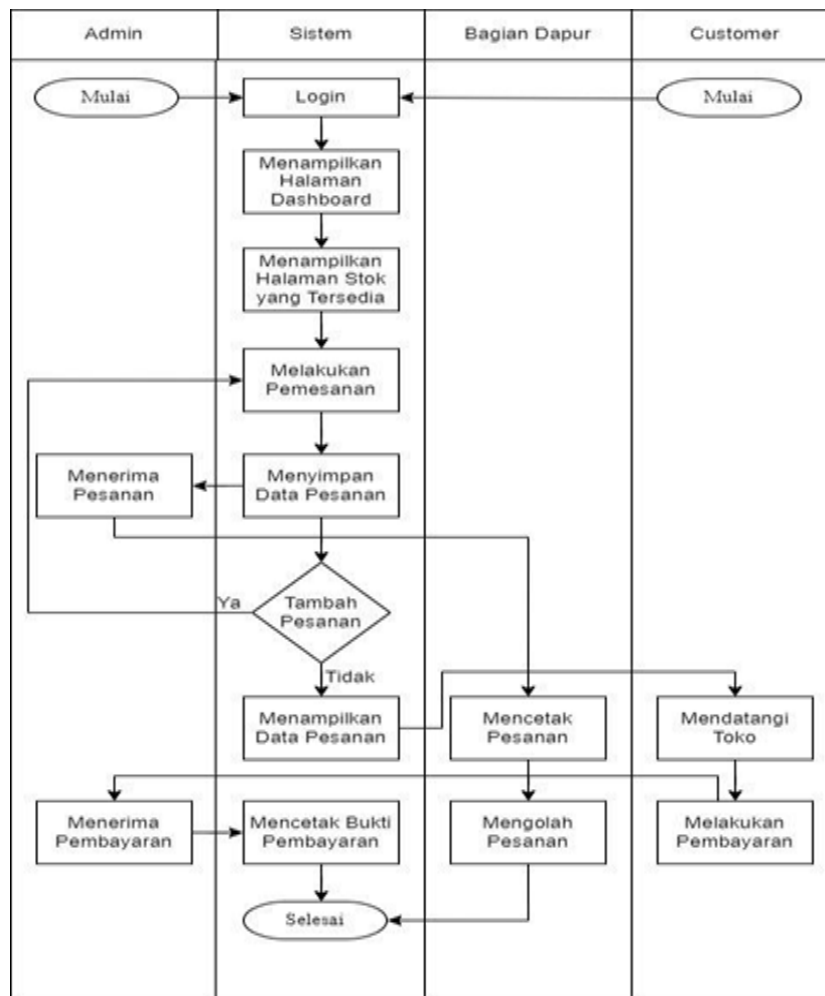 Admin
Sistem
Bagian Dapur
Customer
Mulai
Login
Mulai
Menampilkan
Halaman
Dashboard
Menampilkan
Halaman Stok
yang Tersedia
Melakukan
Pemesanan
Menerima
Pesanan
Menyimpan
Data Pesanan
Ya
Tambah
Pesanan
Tidak
Menampilkan
Data Pesanan
Mencetak
Pesanan
Mendatangi
Toko
Menerima
Pembayaran
Mencetak Bukti
Pembayaran
Mengolah
Pesanan
Melakukan
Pembayaran
Selesai